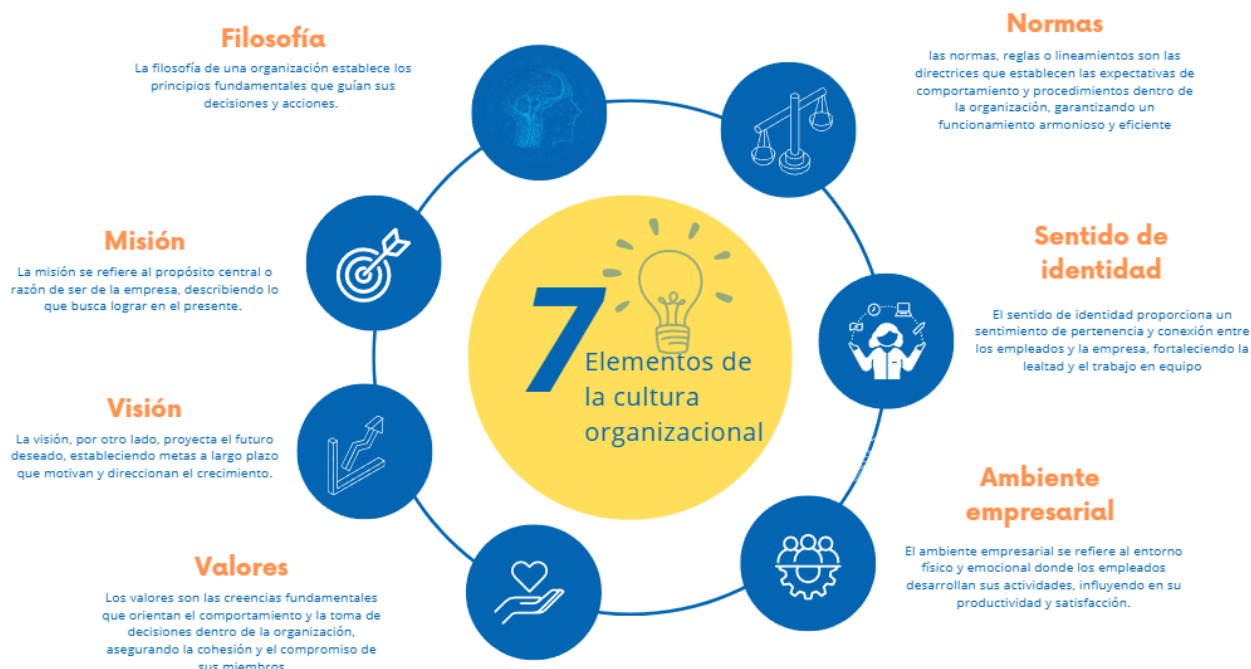 Filosofía
La filosofía de una organización establece los
principios fundamentales que guían sus
decisiones y acciones.
Misión
La misión se refiere al propósito central o
razón de ser de la empresa, describiendo lo
que busca lograr en el presente.
Visión
La visión, por otro lado, proyecta el futuro
deseado, estableciendo metas a largo plazo
que motivan y direccionan el crecimiento.
Valores
Los valores son las creencias fundamentales
que orientan el comportamiento y la toma de
decisiones dentro de la organización,
asegurando la cohesión y el compromiso de
sus miembros
7
Elementos de
la cultura
organizacional
Normas
las normas, reglas o lineamientos son las
directrices que establecen las expectativas de
comportamiento y procedimientos dentro de
la organización, garantizando un
funcionamiento armonioso y eficiente
Sentido de
identidad
El sentido de identidad proporciona un
sentimiento de pertenencia y conexión entre
los empleados y la empresa, fortaleciendo la
lealtad y el trabajo en equipo
Ambiente
empresarial
El ambiente empresarial se refiere al entorno
físico y emocional donde los empleados
desarrollan sus actividades, influyendo en su
productividad y satisfacción.